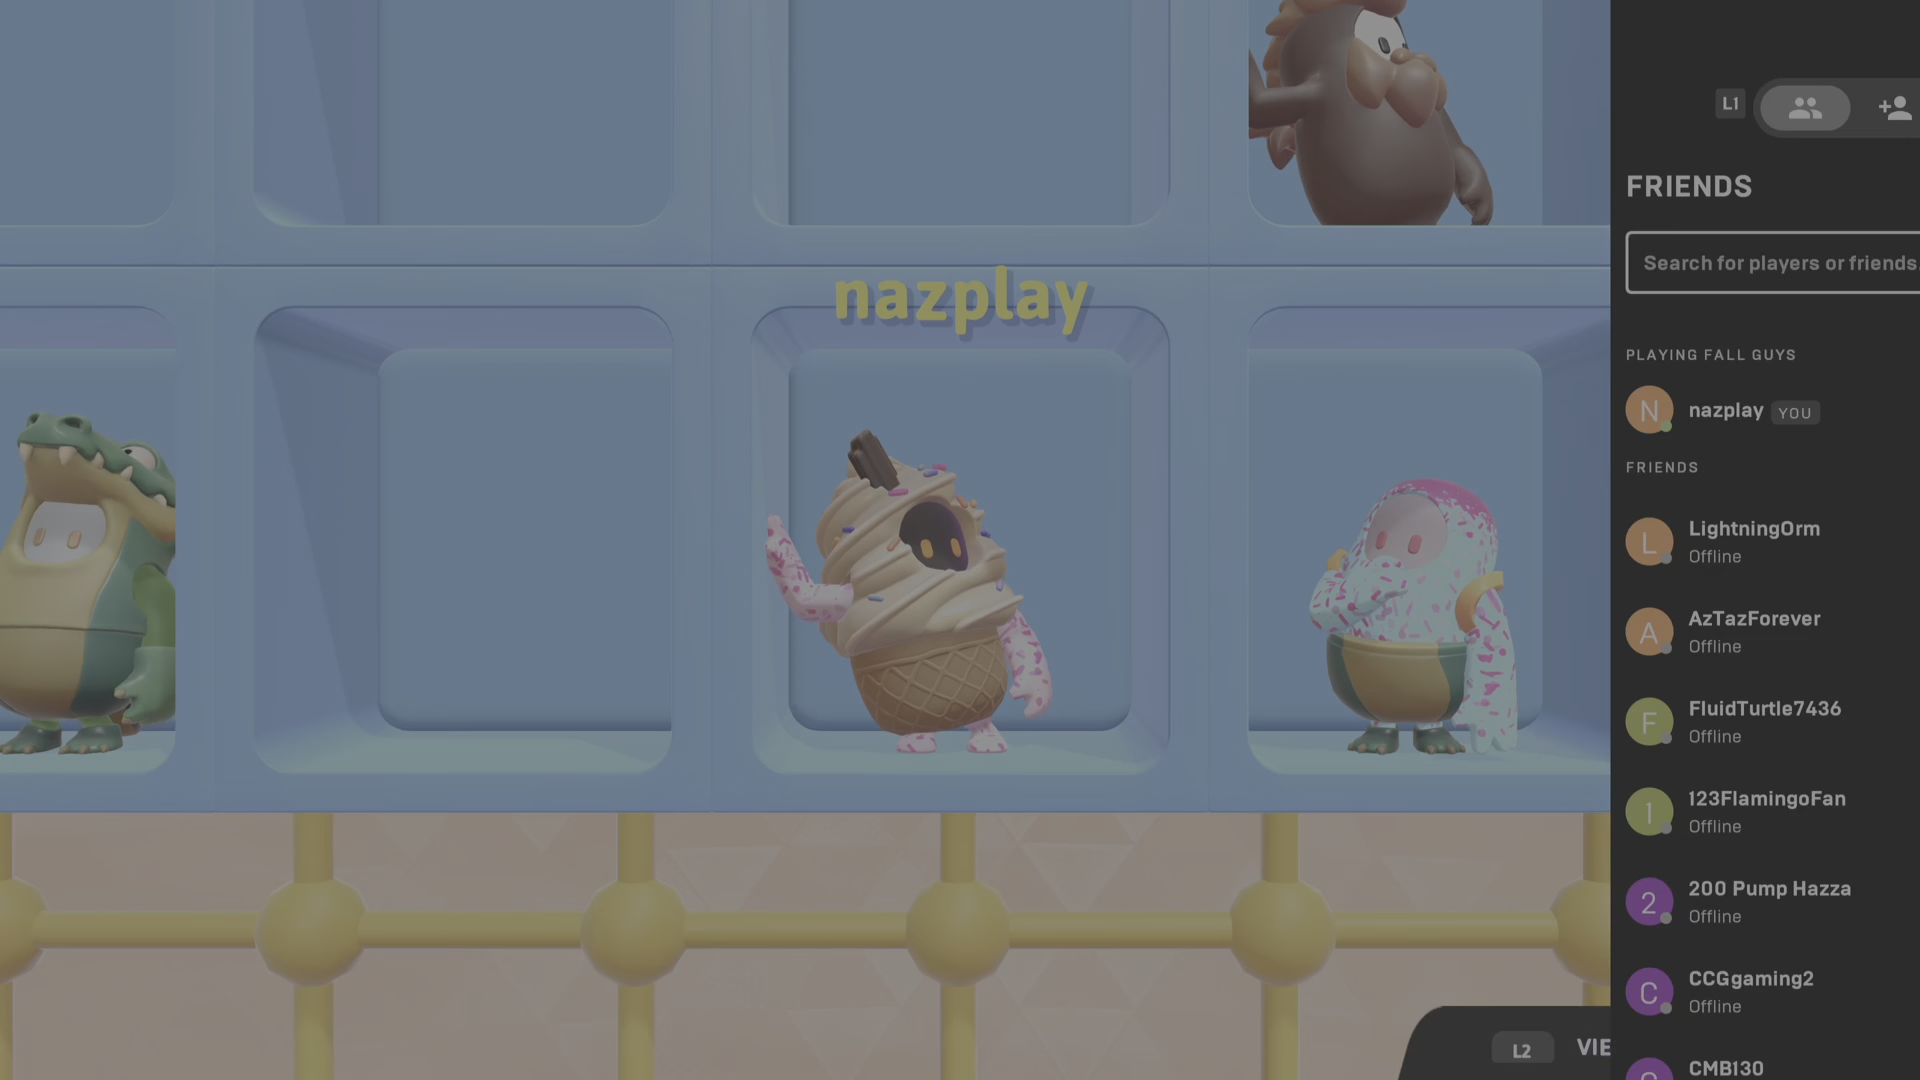 nazplay
L1
FRIENDS
Search for players or friends
PLAYING FALL GUYS
N
nazplay YOU
FRIENDS
L
LightningOrm
Offline
A
AzTazForever
Offline
F
FluidTurtle7436
Offline
1
123FlamingoFan
Offline
2
200 Pump Hazza
Offline
C
CCGgaming2
Offline
CMB130
L2 VIE